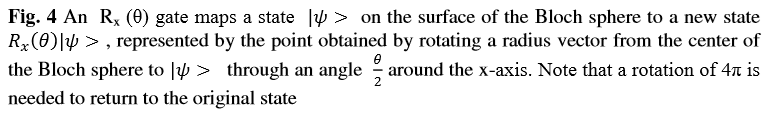 Fig. 4 An Rₓ (θ) gate maps a state |ψ > on the surface of the Bloch sphere to a new state
Rₓ(θ)|ψ > , represented by the point obtained by rotating a radius vector from the center of
the Bloch sphere to |ψ > through an angle θ/2 around the x-axis. Note that a rotation of 4π is
needed to return to the original state